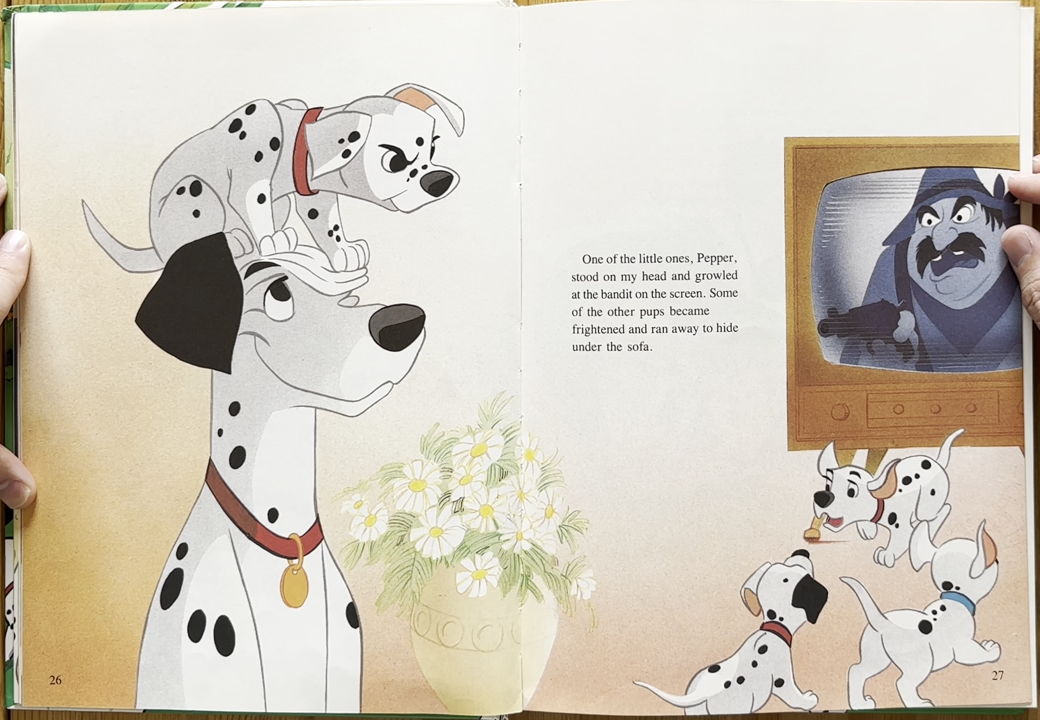 One of the little ones, Pepper,
stood on my head and growled
at the bandit on the screen. Some
of the other pups became
frightened and ran away to hide
under the sofa.
26
27